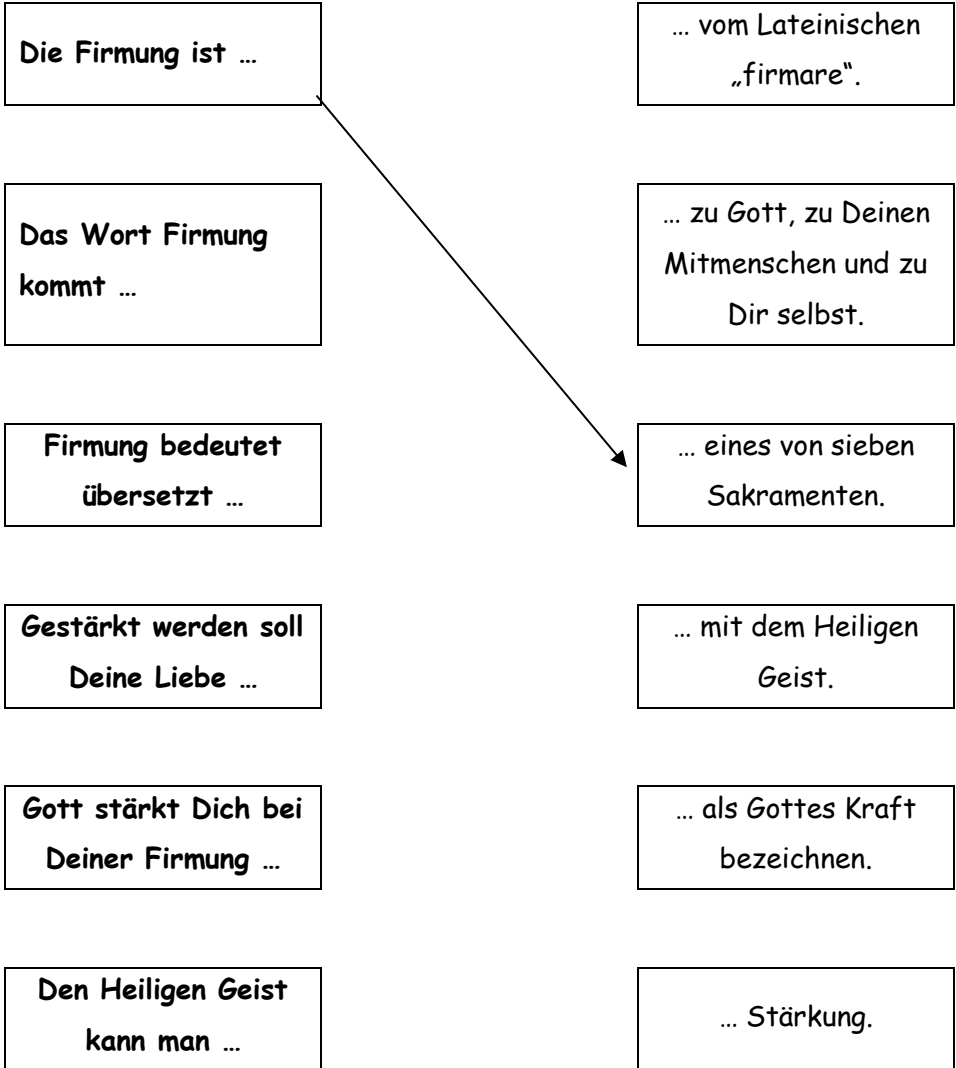 Die Firmung ist …
… vom Lateinischen
„firmare“.
Das Wort Firmung
kommt …
… zu Gott, zu Deinen
Mitmenschen und zu
Dir selbst.
Firmung bedeutet
übersetzt …
… eines von sieben
Sakramenten.
Gestärkt werden soll
Deine Liebe …
… mit dem Heiligen
Geist.
Gott stärkt Dich bei
Deiner Firmung …
… als Gottes Kraft
bezeichnen.
Den Heiligen Geist
kann man …
… Stärkung.